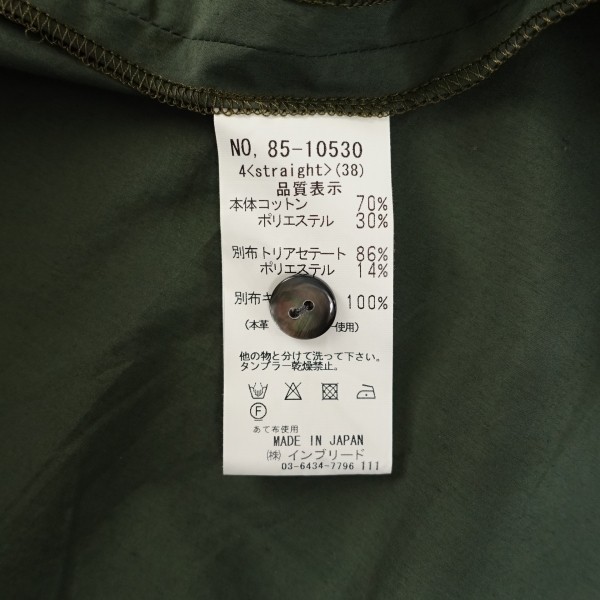 NO, 85-10530
4<straight>(38)
品質表示
本体コットン 70%
ポリエステル 30%
別布トリアセテート 86%
ポリエステル 14%
別布 100%
(本革 使用)
他の物と分けて洗って下さい。
タンブラー乾燥禁止。
F
あて布使用
MADE IN JAPAN
㈱ インブリード
03-6434-7796 111